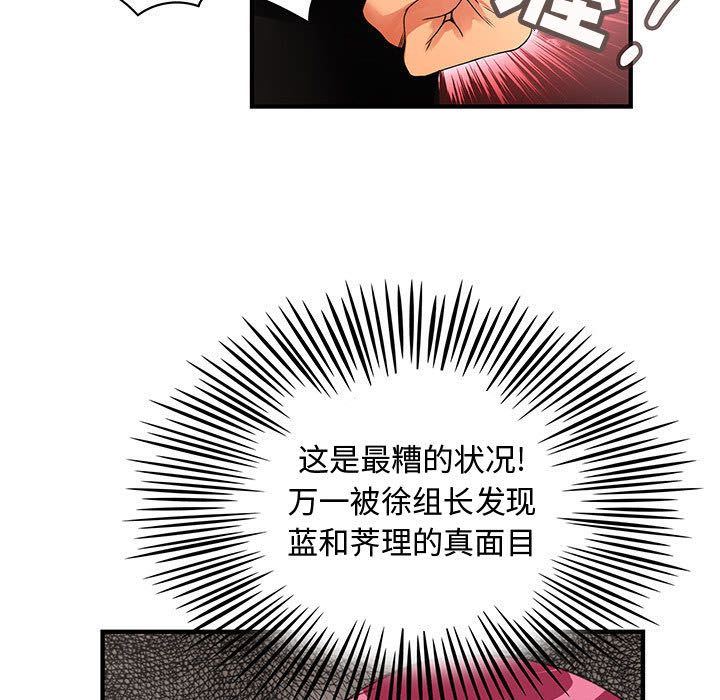 这是最糟的状况!
万一被徐组长发现
蓝和荠理的真面目